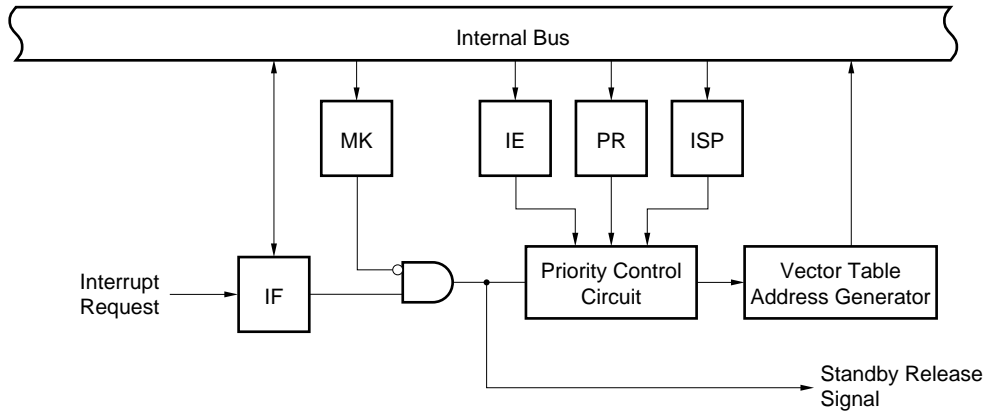 Internal Bus
MK
IE
PR
ISP
Interrupt
Request
IF
Priority Control
Circuit
Vector Table
Address Generator
Standby Release
Signal